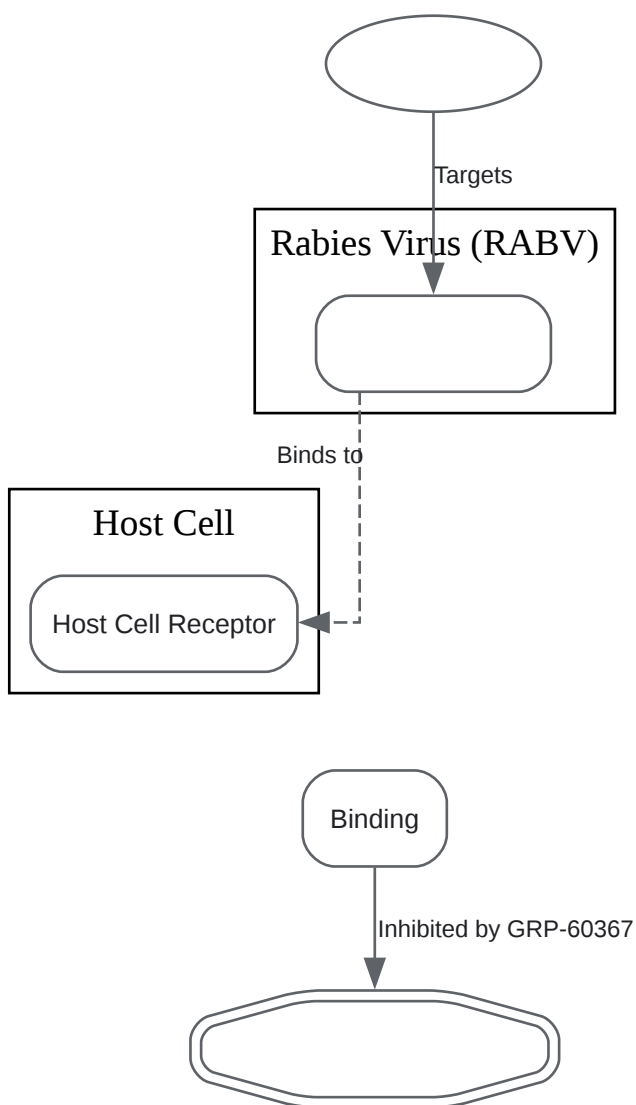 Targets
Rabies Virus (RABV)
Binds to
Host Cell
Host Cell Receptor
Binding
Inhibited by GRP-60367